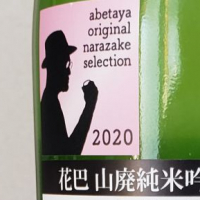 abetaya
original
narazake
selection
2020
花巴 山廃純米吟